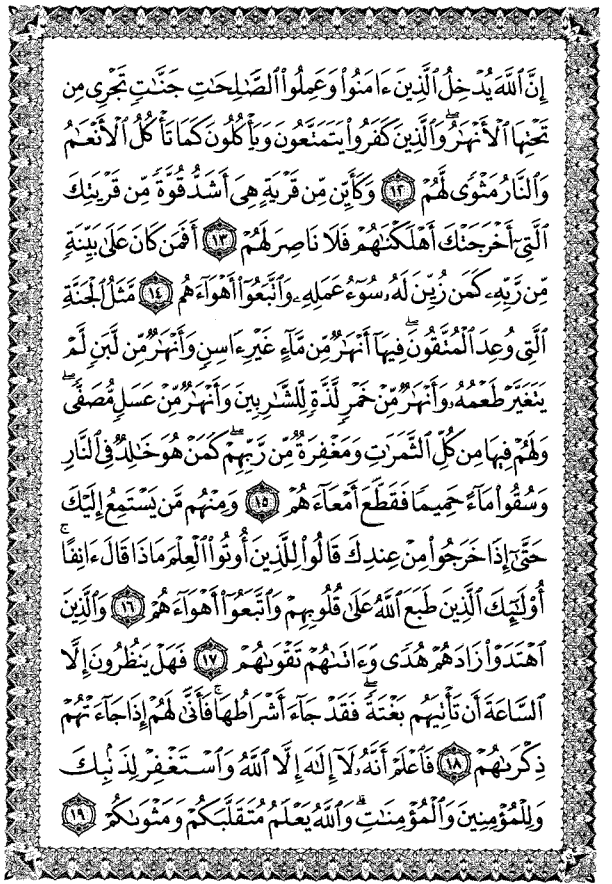 إِنَّ ٱللَّهَ يُدْخِلُ ٱلَّذِينَ ءَامَنُوا۟ وَعَمِلُوا۟ ٱلصَّـٰلِحَـٰتِ جَنَّـٰتٍ تَجْرِى مِن
تَحْتِهَا ٱلْأَنْهَـٰرُ ۖ وَٱلَّذِينَ كَفَرُوا۟ يَتَمَتَّعُونَ وَيَأْكُلُونَ كَمَا تَأْكُلُ ٱلْأَنْعَـٰمُ
وَٱلنَّارُ مَثْوًى لَّهُمْ ١٢ وَكَأَيِّن مِّن قَرْيَةٍ هِىَ أَشَدُّ قُوَّةً مِّن قَرْيَتِكَ
ٱلَّتِىٓ أَخْرَجَتْكَ أَهْلَكْنَـٰهُمْ فَلَا نَاصِرَ لَهُمْ ١٣ أَفَمَن كَانَ عَلَىٰ بَيِّنَةٍ
مِّن رَّبِّهِۦ كَمَن زُيِّنَ لَهُۥ سُوٓءُ عَمَلِهِۦ وَٱتَّبَعُوٓا۟ أَهْوَآءَهُم ١٤ مَّثَلُ ٱلْجَنَّةِ
ٱلَّتِى وُعِدَ ٱلْمُتَّقُونَ ۖ فِيهَآ أَنْهَـٰرٌ مِّن مَّآءٍ غَيْرِ ءَاسِنٍ وَأَنْهَـٰرٌ مِّن لَّبَنٍ لَّمْ
يَتَغَيَّرْ طَعْمُهُۥ وَأَنْهَـٰرٌ مِّنْ خَمْرٍ لَّذَّةٍ لِّلشَّـٰرِبِينَ وَأَنْهَـٰرٌ مِّنْ عَسَلٍ مُّصَفًّى ۖ
وَلَهُمْ فِيهَا مِن كُلِّ ٱلثَّمَرَٰتِ وَمَغْفِرَةٌ مِّن رَّبِّهِمْ ۖ كَمَنْ هُوَ خَـٰلِدٌ فِى ٱلنَّارِ
وَسُقُوا۟ مَآءً حَمِيمًا فَقَطَّعَ أَمْعَآءَهُمْ ١٥ وَمِنْهُم مَّن يَسْتَمِعُ إِلَيْكَ
حَتَّىٰٓ إِذَا خَرَجُوا۟ مِنْ عِندِكَ قَالُوا۟ لِلَّذِينَ أُوتُوا۟ ٱلْعِلْمَ مَاذَا قَالَ ءَانِفًا ۚ
أُو۟لَـٰٓئِكَ ٱلَّذِينَ طَبَعَ ٱللَّهُ عَلَىٰ قُلُوبِهِمْ وَٱتَّبَعُوٓا۟ أَهْوَآءَهُمْ ١٦ وَٱلَّذِينَ
ٱهْتَدَوْا۟ زَادَهُمْ هُدًى وَءَاتَىٰهُمْ تَقْوَىٰهُمْ ١٧ فَهَلْ يَنظُرُونَ إِلَّا
ٱلسَّاعَةَ أَن تَأْتِيَهُم بَغْتَةً ۖ فَقَدْ جَآءَ أَشْرَاطُهَا ۚ فَأَنَّىٰ لَهُمْ إِذَا جَآءَتْهُمْ
ذِكْرَىٰهُمْ ١٨ فَٱعْلَمْ أَنَّهُۥ لَآ إِلَـٰهَ إِلَّا ٱللَّهُ وَٱسْتَغْفِرْ لِذَنۢبِكَ
وَلِلْمُؤْمِنِينَ وَٱلْمُؤْمِنَـٰتِ ۗ وَٱللَّهُ يَعْلَمُ مُتَقَلَّبَكُمْ وَمَثْوَىٰكُمْ ١٩